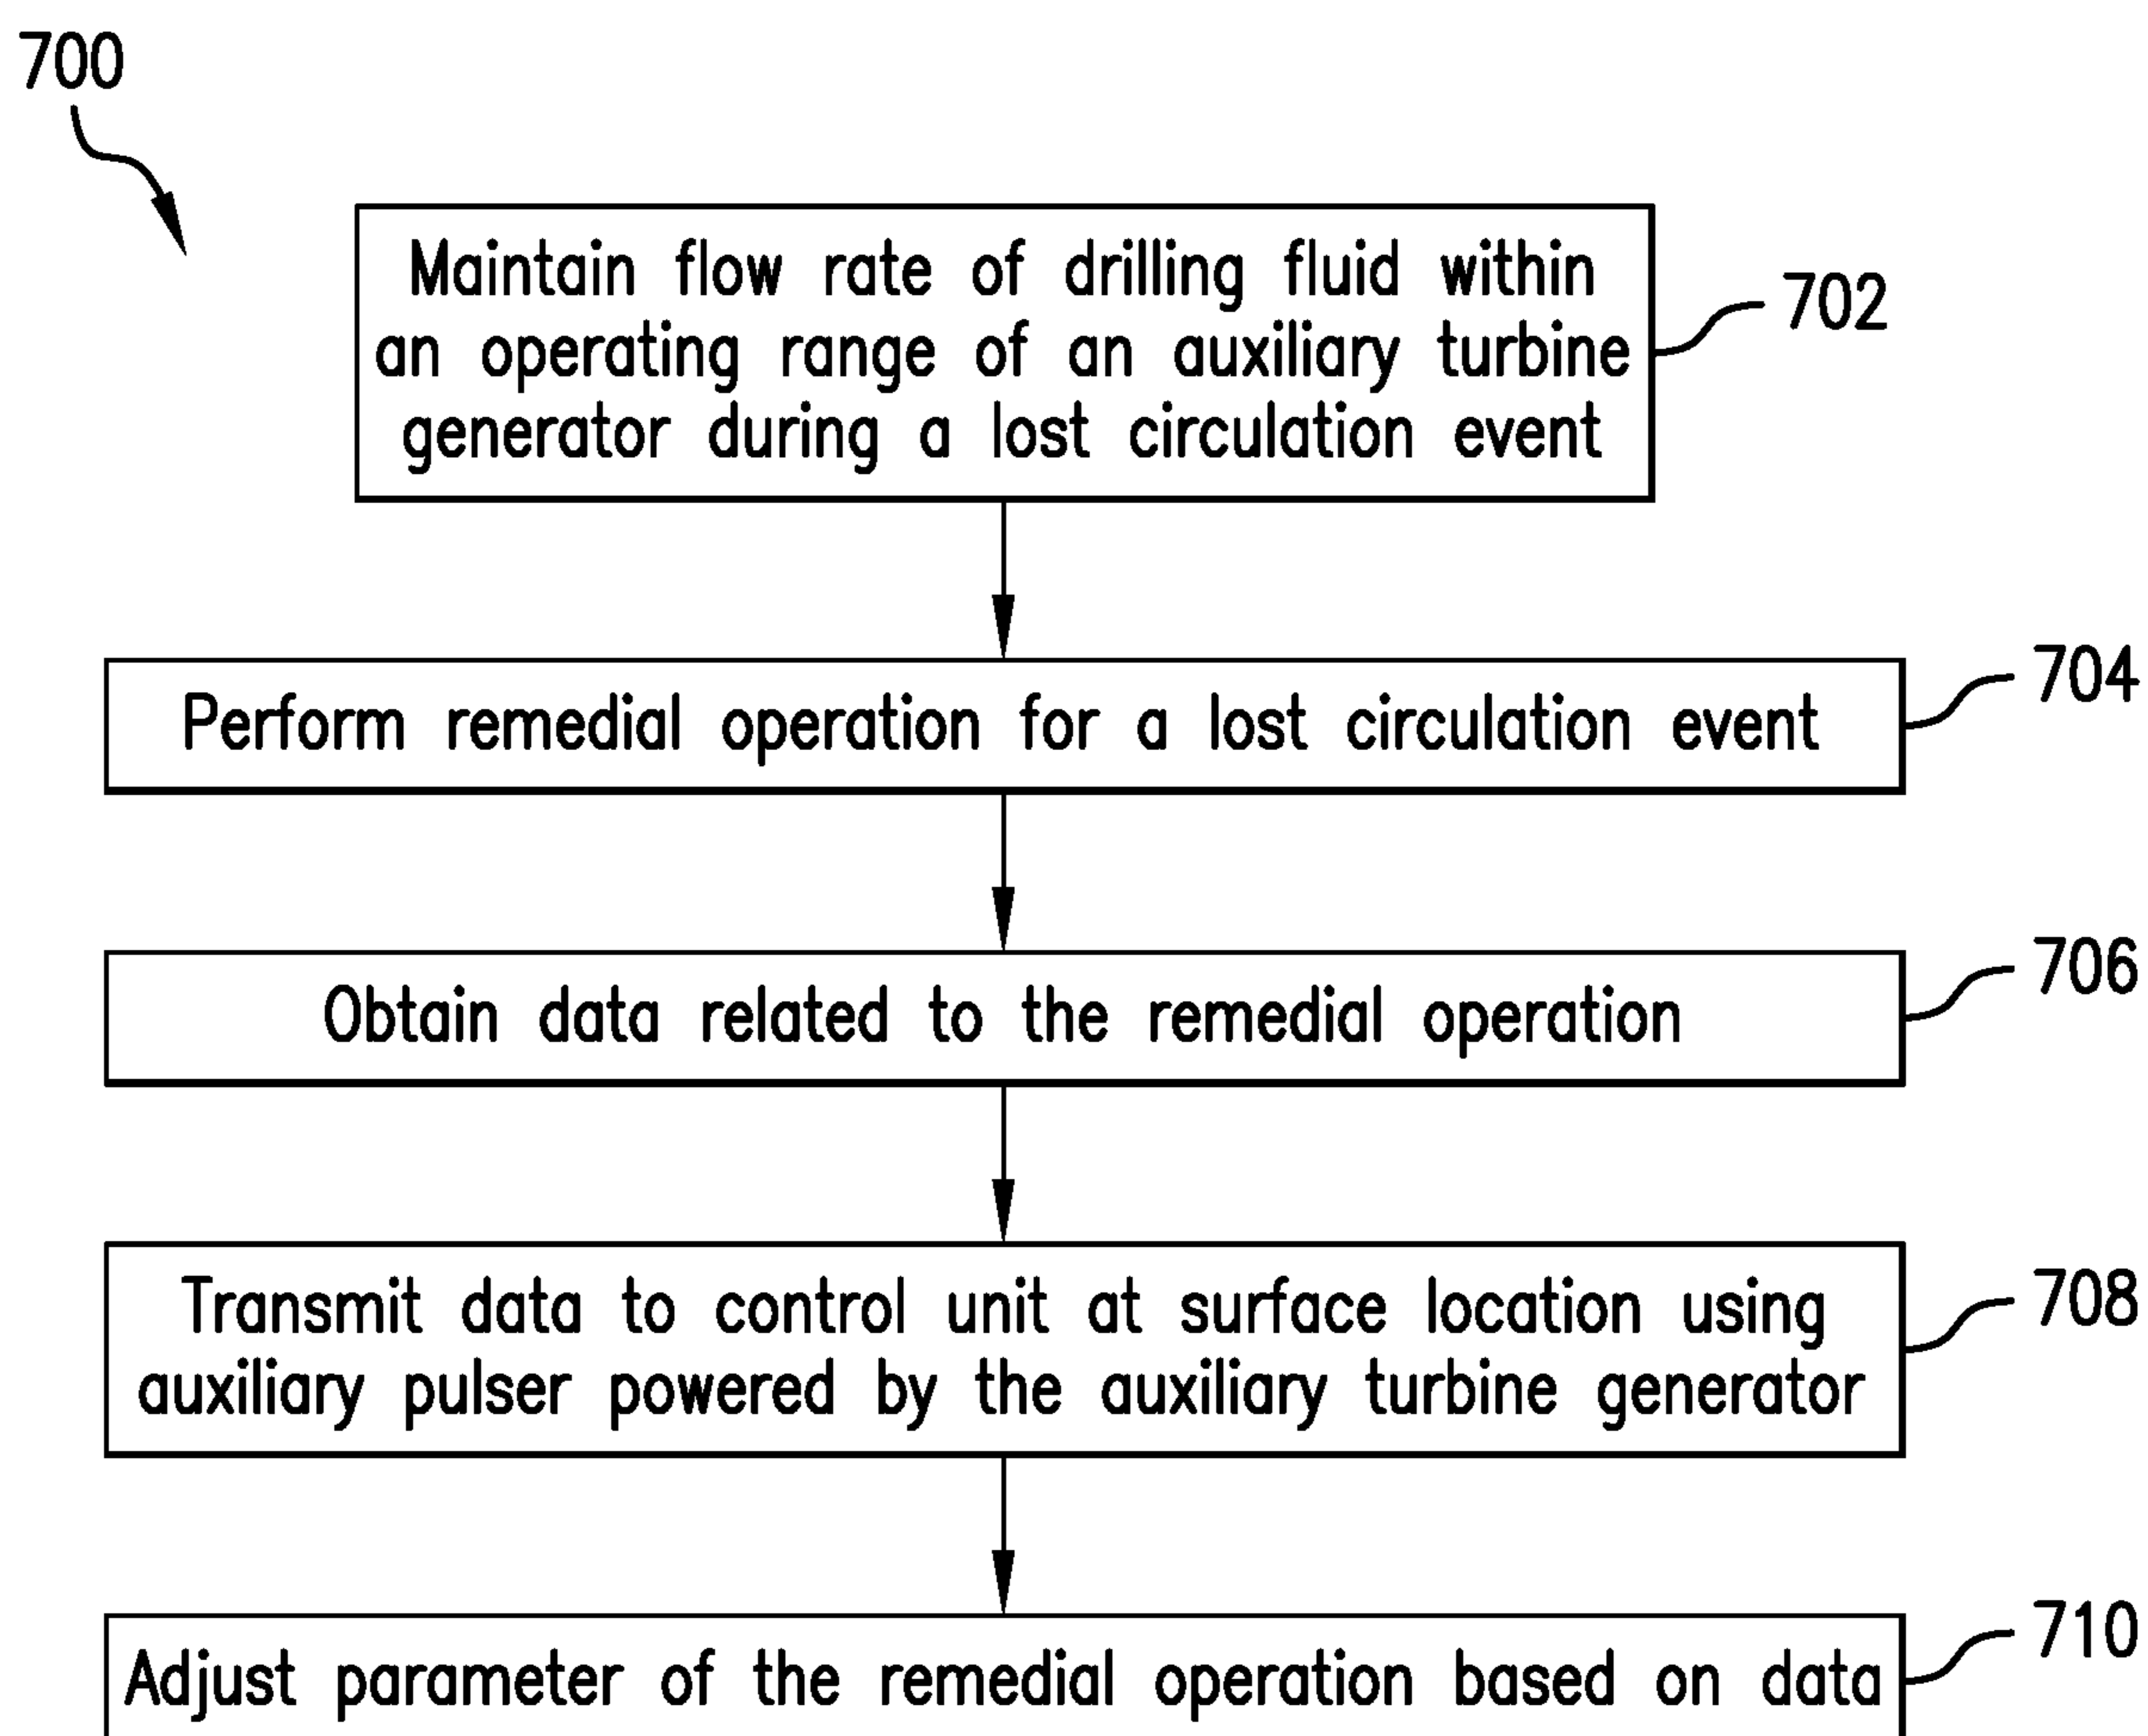 700
Maintain flow rate of drilling fluid within
an operating range of an auxiliary turbine
generator during a lost circulation event
702
Perform remedial operation for a lost circulation event
704
Obtain data related to the remedial operation
706
Transmit data to control unit at surface location using
auxiliary pulser powered by the auxiliary turbine generator
708
Adjust parameter of the remedial operation based on data
710